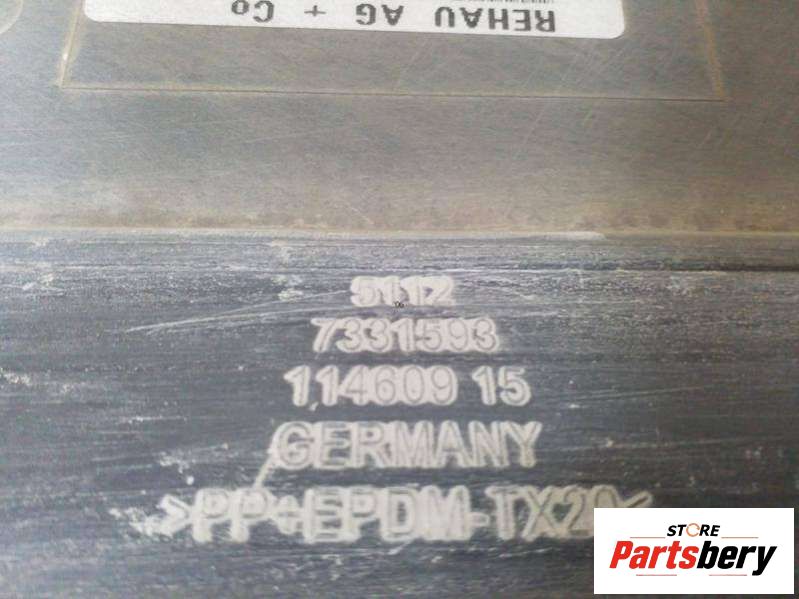 REHAU AG + Co
5112
7331593
114609 15
GERMANY
>PP+EPDM-TX20<
STORE
Partsbery